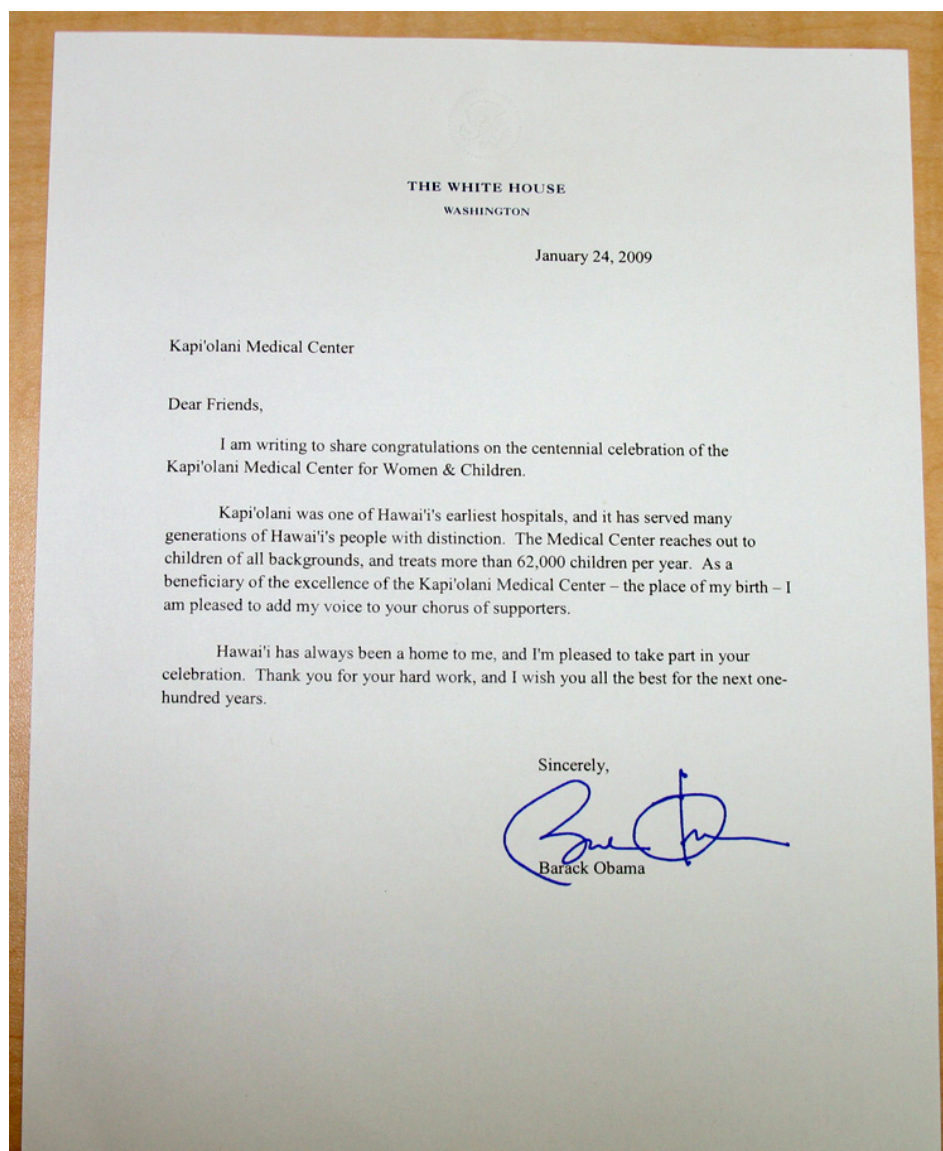 THE WHITE HOUSE
WASHINGTON
January 24, 2009
Kapi'olani Medical Center
Dear Friends,
I am writing to share congratulations on the centennial celebration of the
Kapi'olani Medical Center for Women & Children.
Kapi'olani was one of Hawai'i's earliest hospitals, and it has served many
generations of Hawai'i's people with distinction. The Medical Center reaches out to
children of all backgrounds, and treats more than 62,000 children per year. As a
beneficiary of the excellence of the Kapi'olani Medical Center – the place of my birth – I
am pleased to add my voice to your chorus of supporters.
Hawai'i has always been a home to me, and I'm pleased to take part in your
celebration. Thank you for your hard work, and I wish you all the best for the next one-
hundred years.
Sincerely,
Barack Obama